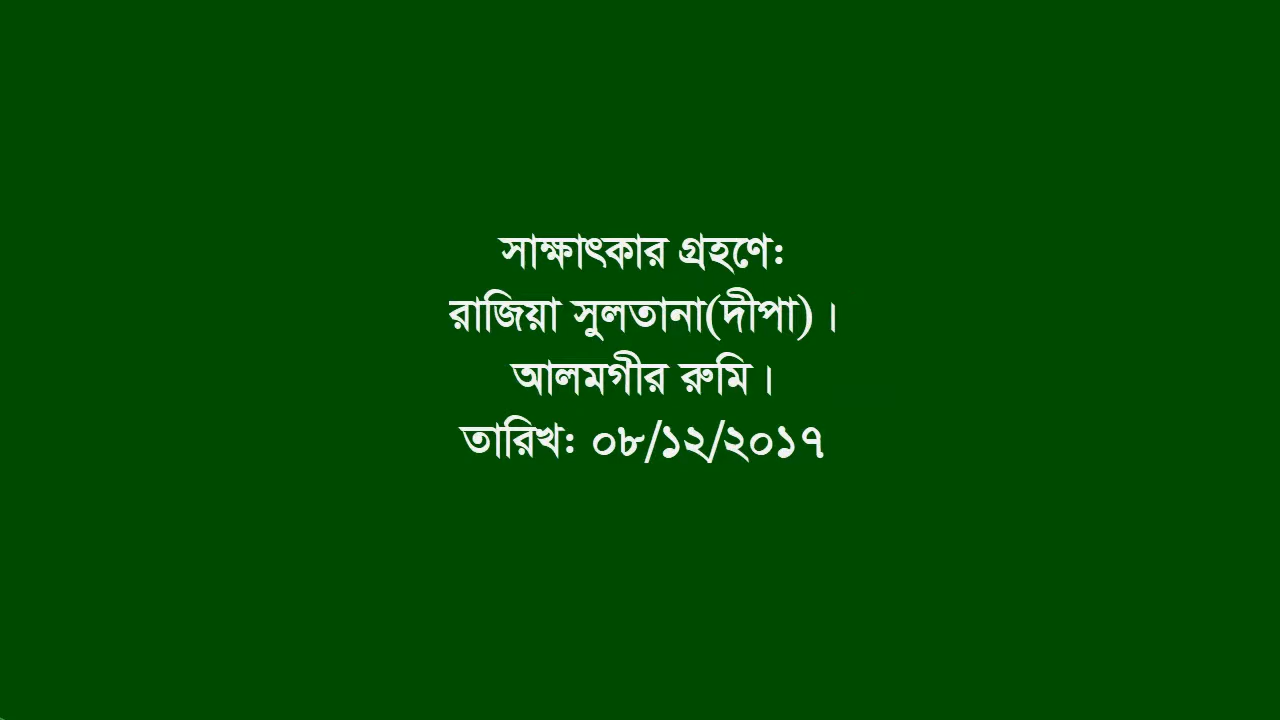 সাক্ষাৎকার গ্রহণে:
রাজিয়া সুলতানা(দীপা)।
আলমগীর রুমি।
তারিখ: ০৮/১২/২০১৭